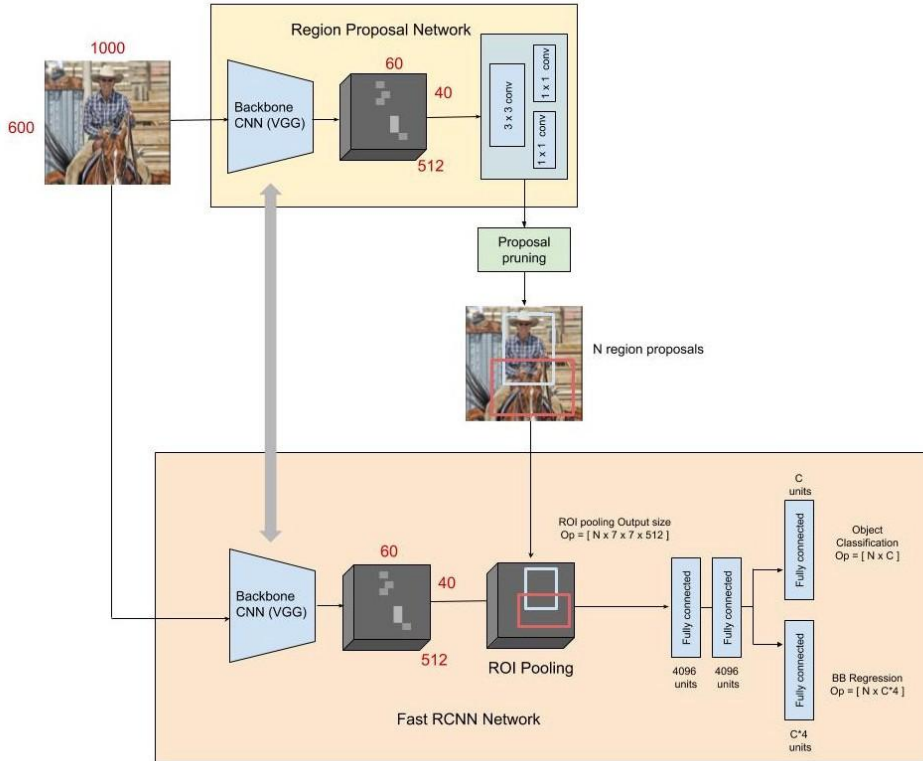 Region Proposal Network
1000
600
Backbone
CNN (VGG)
60
40
512
3 x 3 conv
1 x 1 conv
1 x 1 conv
Proposal
pruning
N region proposals
Backbone
CNN (VGG)
60
40
512
ROI Pooling
ROI pooling Output size
Op = [ N x 7 x 7 x 512 ]
Fully connected
4096
units
Fully connected
4096
units
C
units
Fully connected
Object
Classification
Op = [ N x C ]
Fully connected
C*4
units
BB Regression
Op = [ N x C*4 ]
Fast RCNN Network